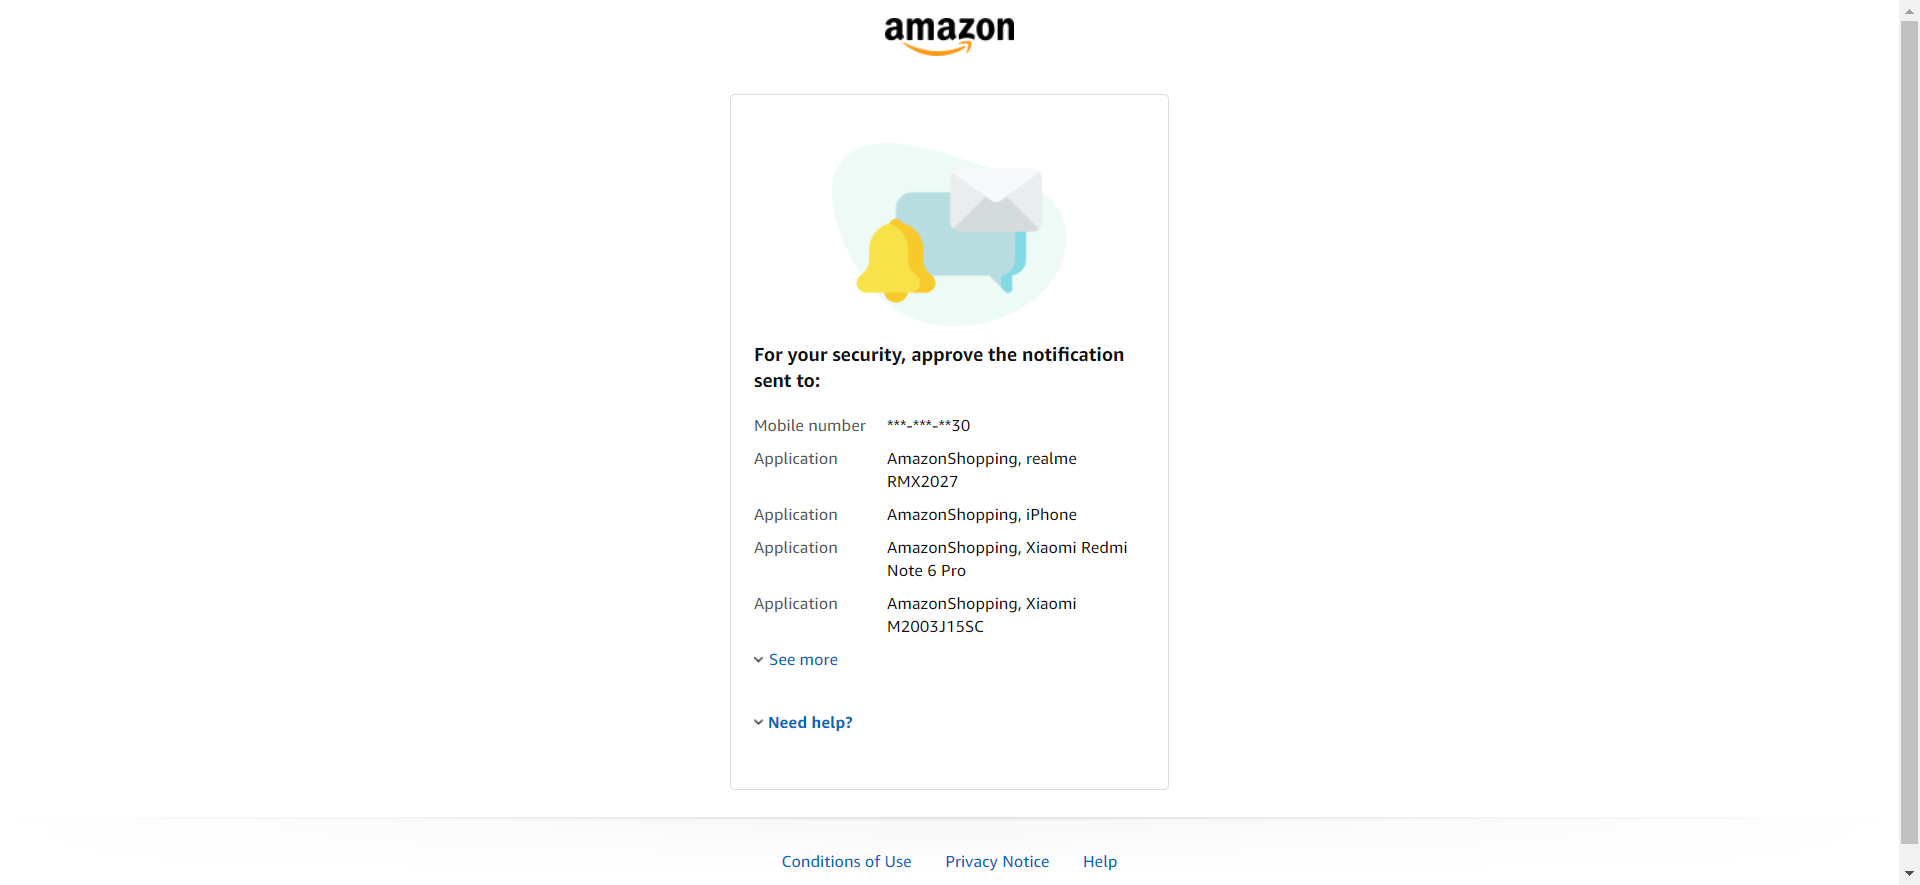 amazon
For your security, approve the notification
sent to:
Mobile number ***-***-**30
Application AmazonShopping, realme
RMX2027
Application AmazonShopping, iPhone
Application AmazonShopping, Xiaomi Redmi
Note 6 Pro
Application AmazonShopping, Xiaomi
M2003J15SC
See more
Need help?
Conditions of Use Privacy Notice Help